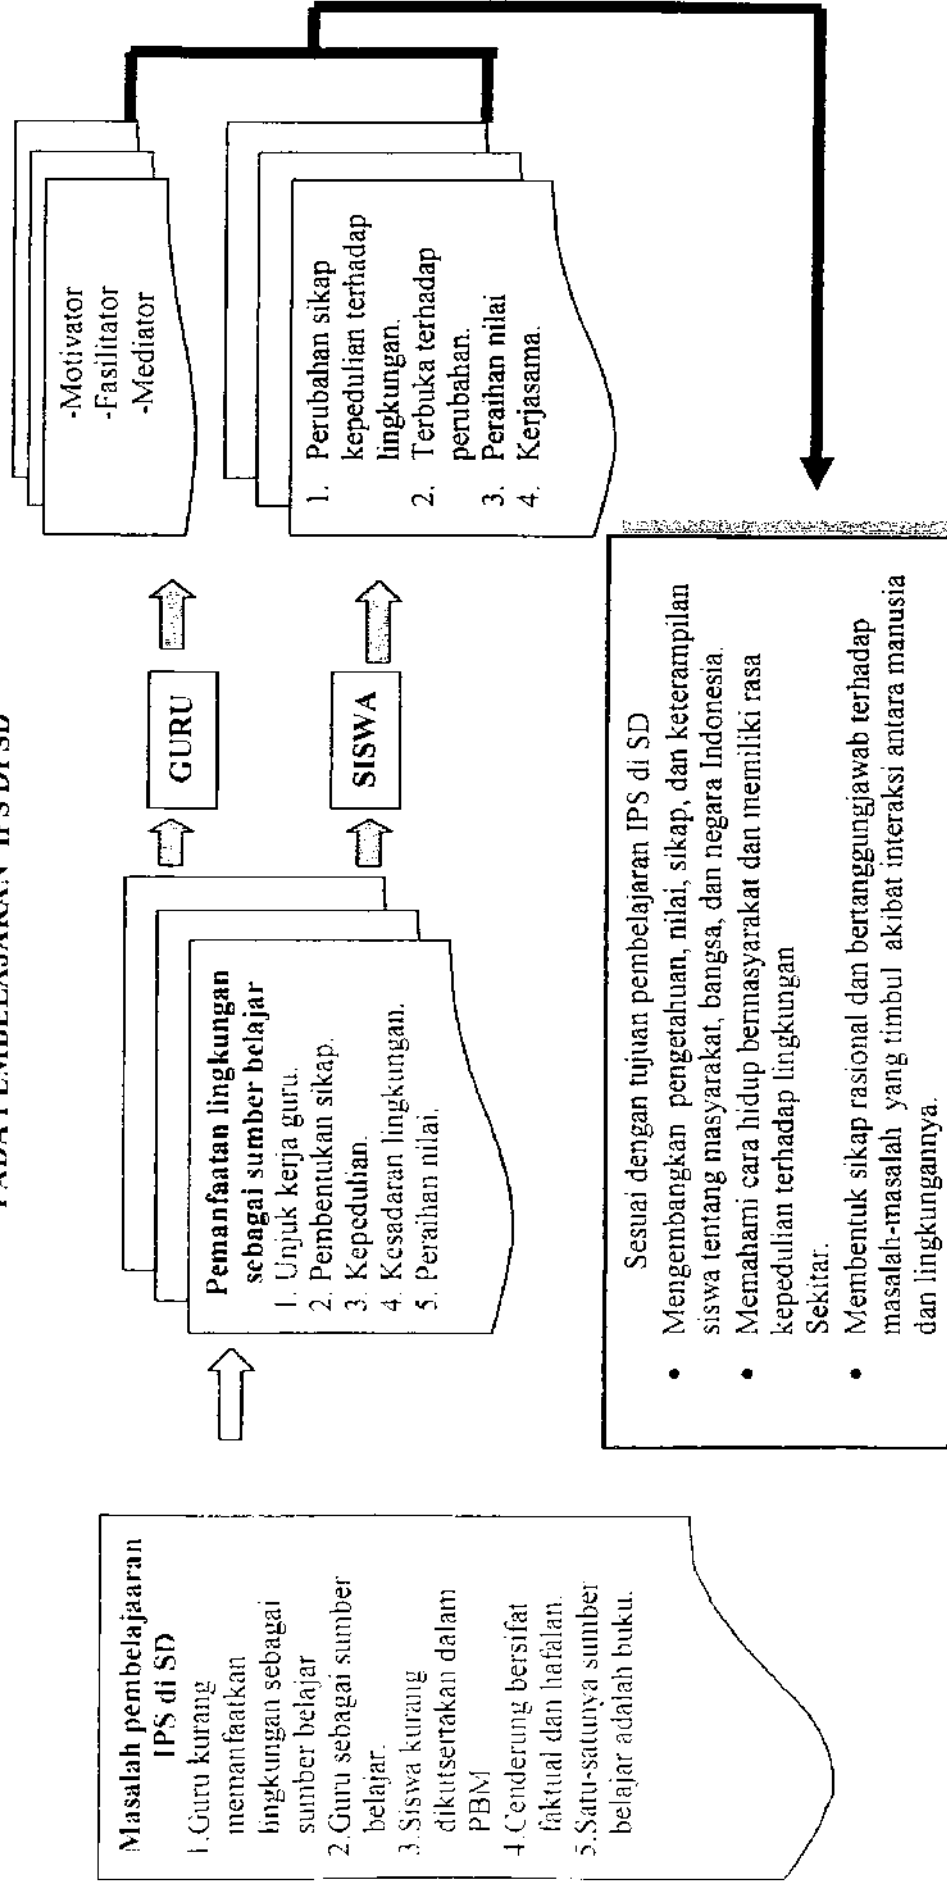 PADA PEMBELAJARAN IPS DI SD
Masalah pembelajaaran
IPS di SD
1.Guru kurang
memanfaatkan
lingkungan sebagai
sumber belajar
2.Guru sebagai sumber
belajar.
3.Siswa kurang
dikutsertakan dalam
PBM
4.Cenderung bersifat
faktual dan hafalan.
5.Satu-satunya sumber
belajar adalah buku.
Pemanfaatan lingkungan
sebagai sumber belajar
1. Unjuk kerja guru.
2. Pembentukan sikap.
3. Kepedulian.
4. Kesadaran lingkungan.
5. Peraihan nilai.
GURU
SISWA
-Motivator
-Fasilitator
-Mediator
1. Perubahan sikap
kepedulian terhadap
lingkungan.
2. Terbuka terhadap
perubahan.
3. Peraihan nilai
4. Kerjasama.
Sesuai dengan tujuan pembelajaran IPS di SD
• Mengembangkan pengetahuan, nilai, sikap, dan keterampilan
siswa tentang masyarakat, bangsa, dan negara Indonesia.
• Memahami cara hidup bermasyarakat dan memiliki rasa
kepedulian terhadap lingkungan
Sekitar.
• Membentuk sikap rasional dan bertanggungjawab terhadap
masalah-masalah yang timbul akibat interaksi antara manusia
dan lingkungannya.